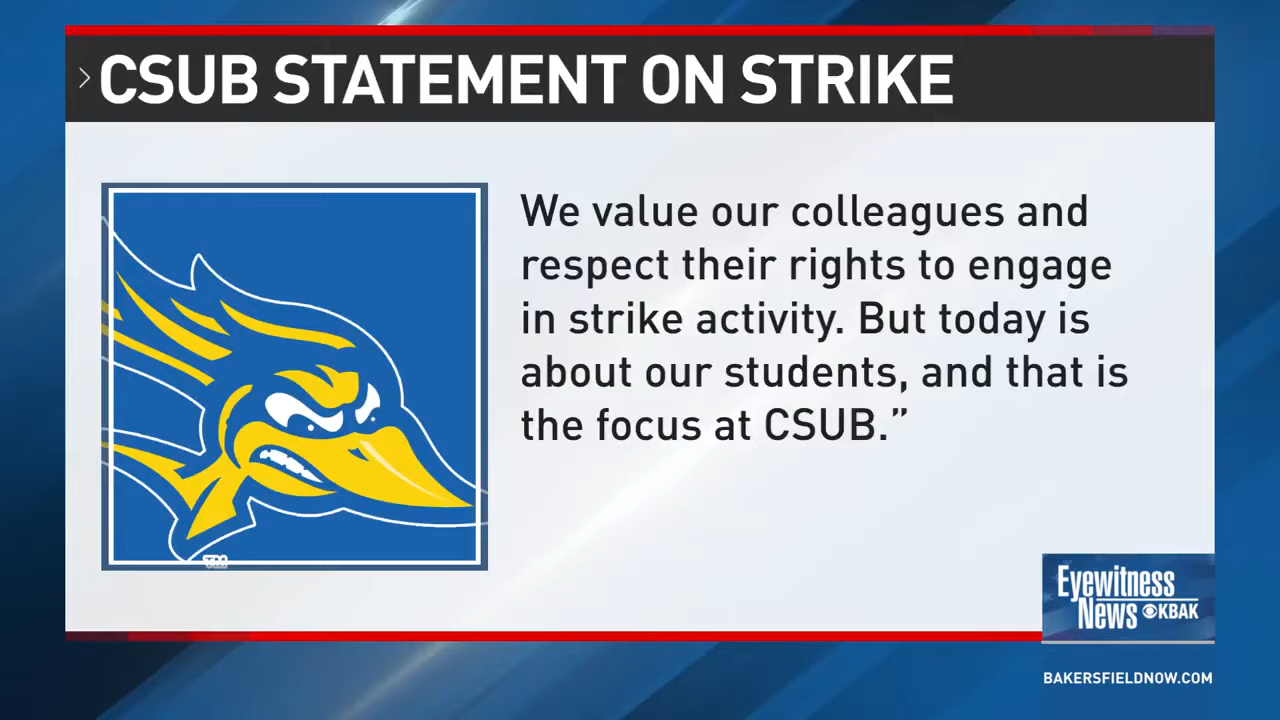 CSUB STATEMENT ON STRIKE
We value our colleagues and
respect their rights to engage
in strike activity. But today is
about our students, and that is
the focus at CSUB.”
TM
Eyewitness
News KBAK
BAKERSFIELDNOW.COM